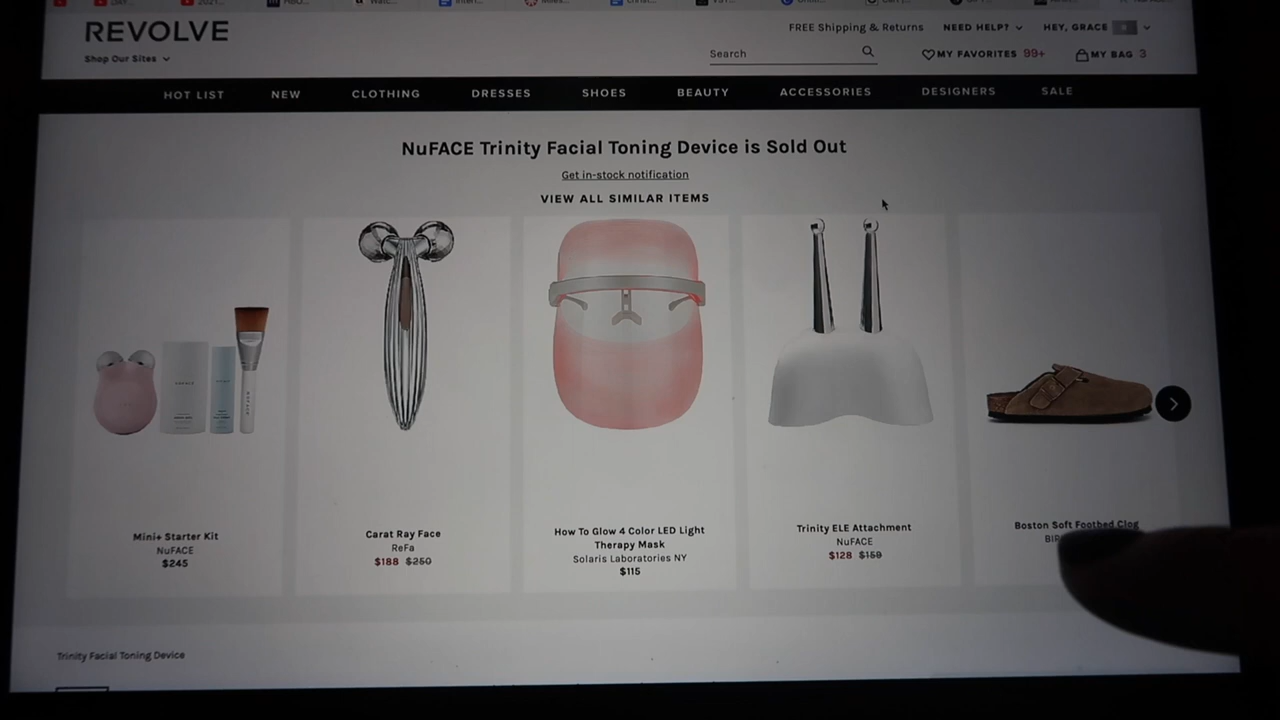 REVOLVE
Shop Our Sites
FREE Shipping & Returns
NEED HELP?
HEY, GRACE
Search
MY FAVORITES 99+
MY BAG 3
HOT LIST
NEW
CLOTHING
DRESSES
SHOES
BEAUTY
ACCESSORIES
DESIGNERS
SALE
NuFACE Trinity Facial Toning Device is Sold Out
Get in-stock notification
VIEW ALL SIMILAR ITEMS
Mini+ Starter Kit
NuFACE
$245
Carat Ray Face
ReFa
$188 $250
How To Glow 4 Color LED Light
Therapy Mask
Solaris Laboratories NY
$115
Trinity ELE Attachment
NuFACE
$128 $150
Boston Soft Footbed Clog
Trinity Facial Toning Device